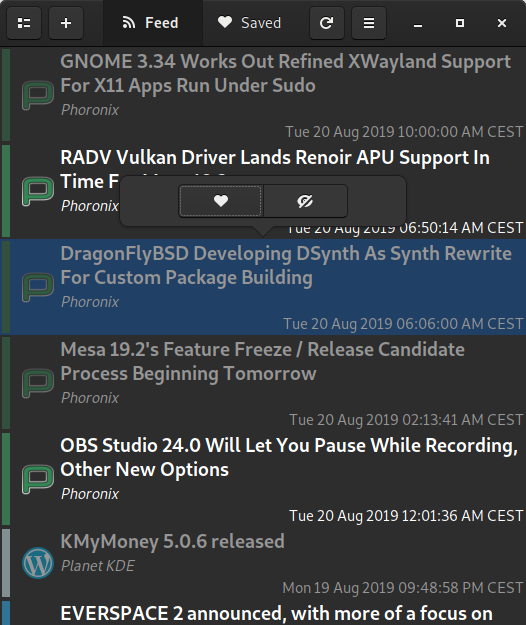 Feed
Saved
GNOME 3.34 Works Out Refined XWayland Support
For X11 Apps Run Under Sudo
Phoronix
Tue 20 Aug 2019 10:00:00 AM CEST
RADV Vulkan Driver Lands Renoir APU Support In
Time
Phoronix
Tue 20 Aug 2019 06:50:14 AM CEST
DragonFlyBSD Developing DSynth As Synth Rewrite
For Custom Package Building
Phoronix
Tue 20 Aug 2019 06:06:00 AM CEST
Mesa 19.2's Feature Freeze / Release Candidate
Process Beginning Tomorrow
Phoronix
Tue 20 Aug 2019 02:13:41 AM CEST
OBS Studio 24.0 Will Let You Pause While Recording,
Other New Options
Phoronix
Tue 20 Aug 2019 12:01:36 AM CEST
KMyMoney 5.0.6 released
Planet KDE
Mon 19 Aug 2019 09:48:58 PM CEST
EVERSPACE 2 announced, with more of a focus on